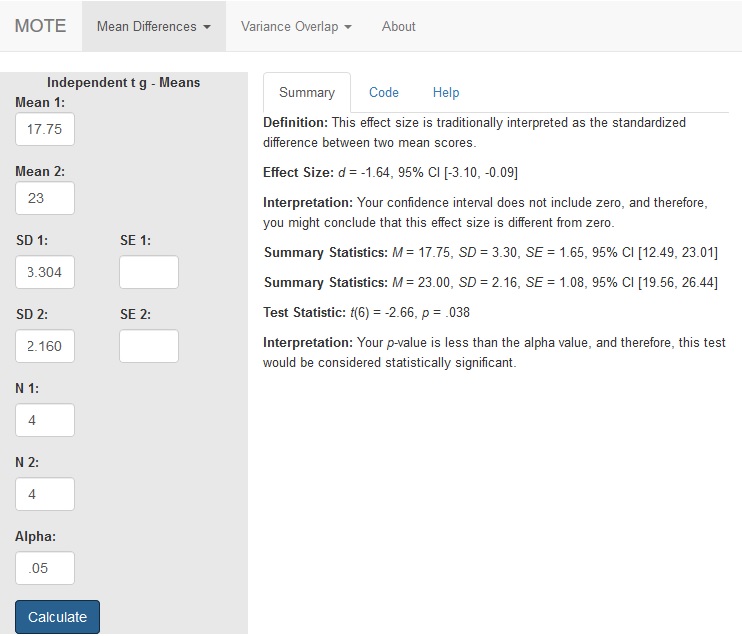 MOTE Mean Differences Variance Overlap About
Independent t g - Means
Mean 1:
17.75
Mean 2:
23
SD 1: SE 1:
3.304
SD 2: SE 2:
2.160
N 1:
4
N 2:
4
Alpha:
.05
Calculate
Summary Code Help
Definition: This effect size is traditionally interpreted as the standardized
difference between two mean scores.
Effect Size: d = -1.64, 95% CI [-3.10, -0.09]
Interpretation: Your confidence interval does not include zero, and therefore,
you might conclude that this effect size is different from zero.
Summary Statistics: M = 17.75, SD = 3.30, SE = 1.65, 95% CI [12.49, 23.01]
Summary Statistics: M = 23.00, SD = 2.16, SE = 1.08, 95% CI [19.56, 26.44]
Test Statistic: t(6) = -2.66, p = .038
Interpretation: Your p-value is less than the alpha value, and therefore, this test
would be considered statistically significant.